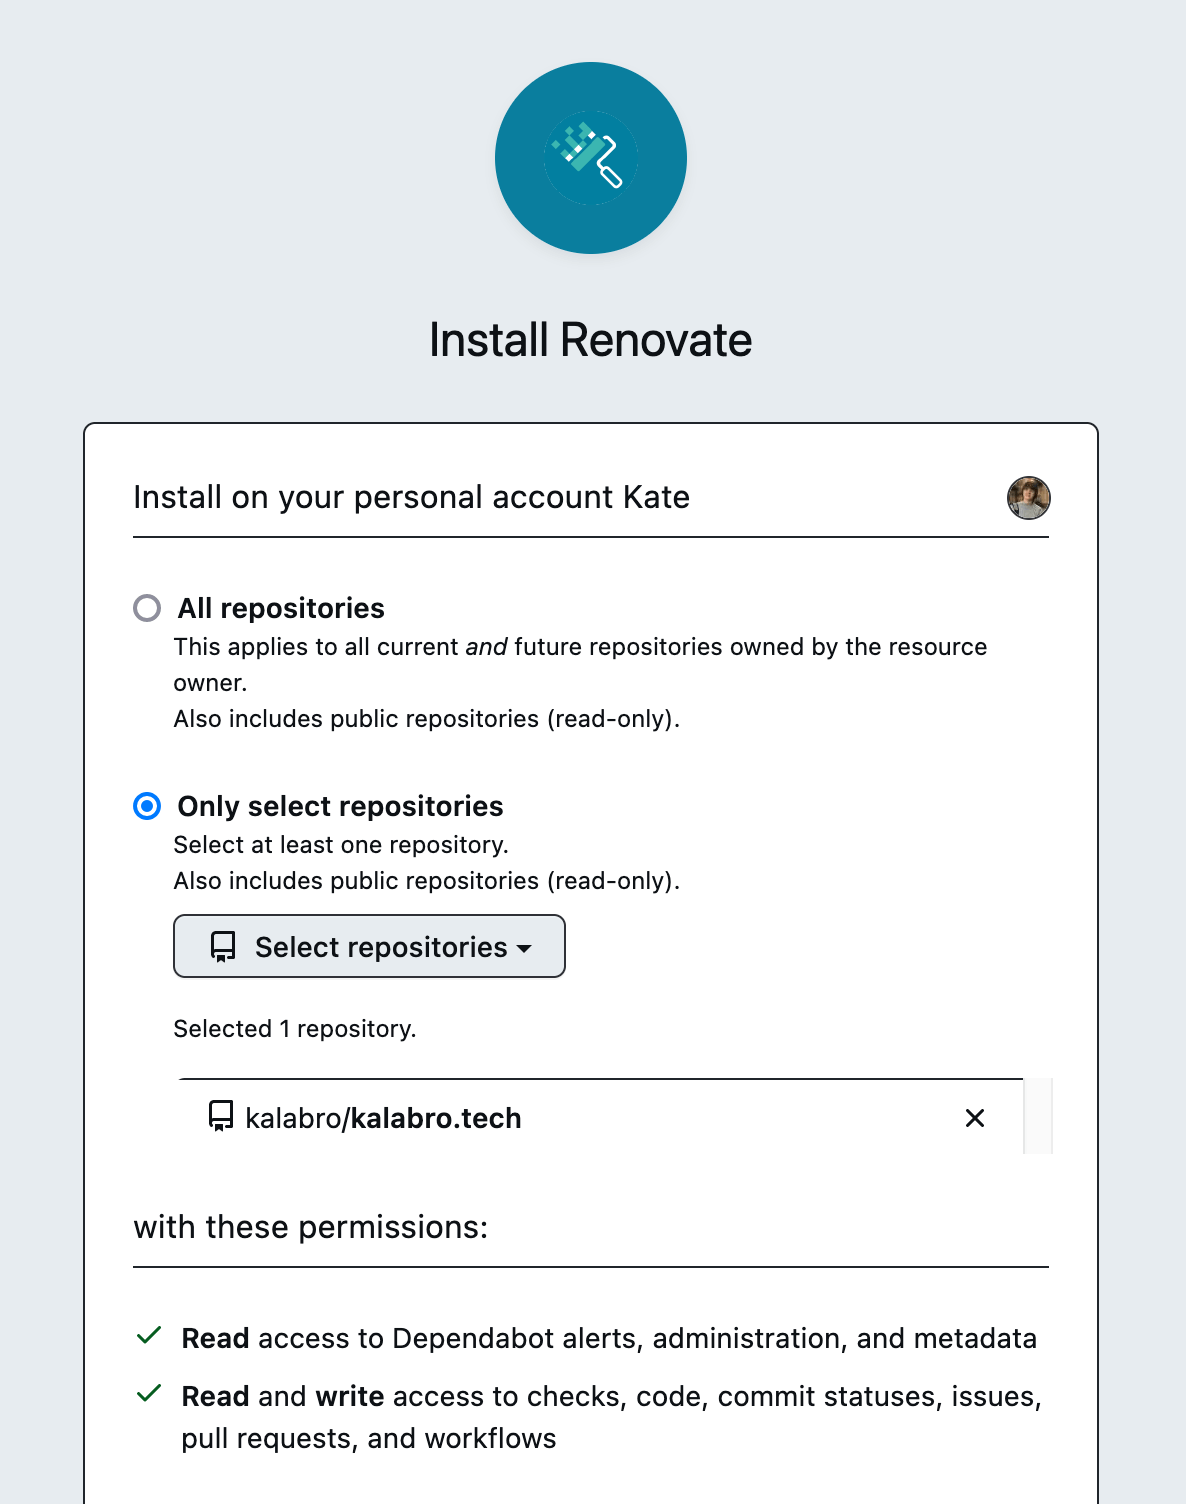 Install Renovate
Install on your personal account Kate
All repositories
This applies to all current and future repositories owned by the resource
owner.
Also includes public repositories (read-only).
Only select repositories
Select at least one repository.
Also includes public repositories (read-only).
Select repositories
Selected 1 repository.
kalabro/kalabro.tech
with these permissions:
Read access to Dependabot alerts, administration, and metadata
Read and write access to checks, code, commit statuses, issues,
pull requests, and workflows